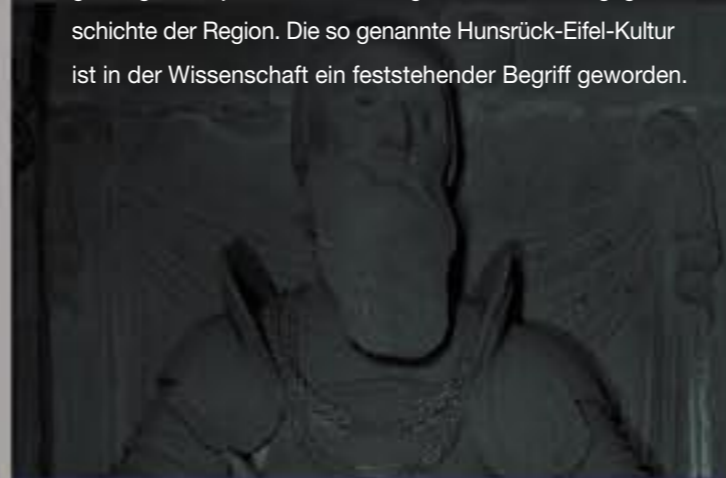 schichte der Region. Die so genannte Hunsrück-Eifel-Kultur
ist in der Wissenschaft ein feststehender Begriff geworden.